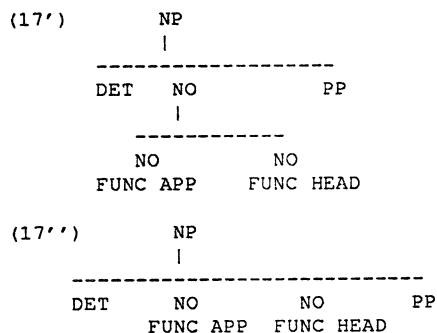 (17') NP
|
-------------------
DET NO PP
|
------------
NO NO
FUNC APP FUNC HEAD
(17'') NP
|
----------------------------
DET NO NO PP
FUNC APP FUNC HEAD